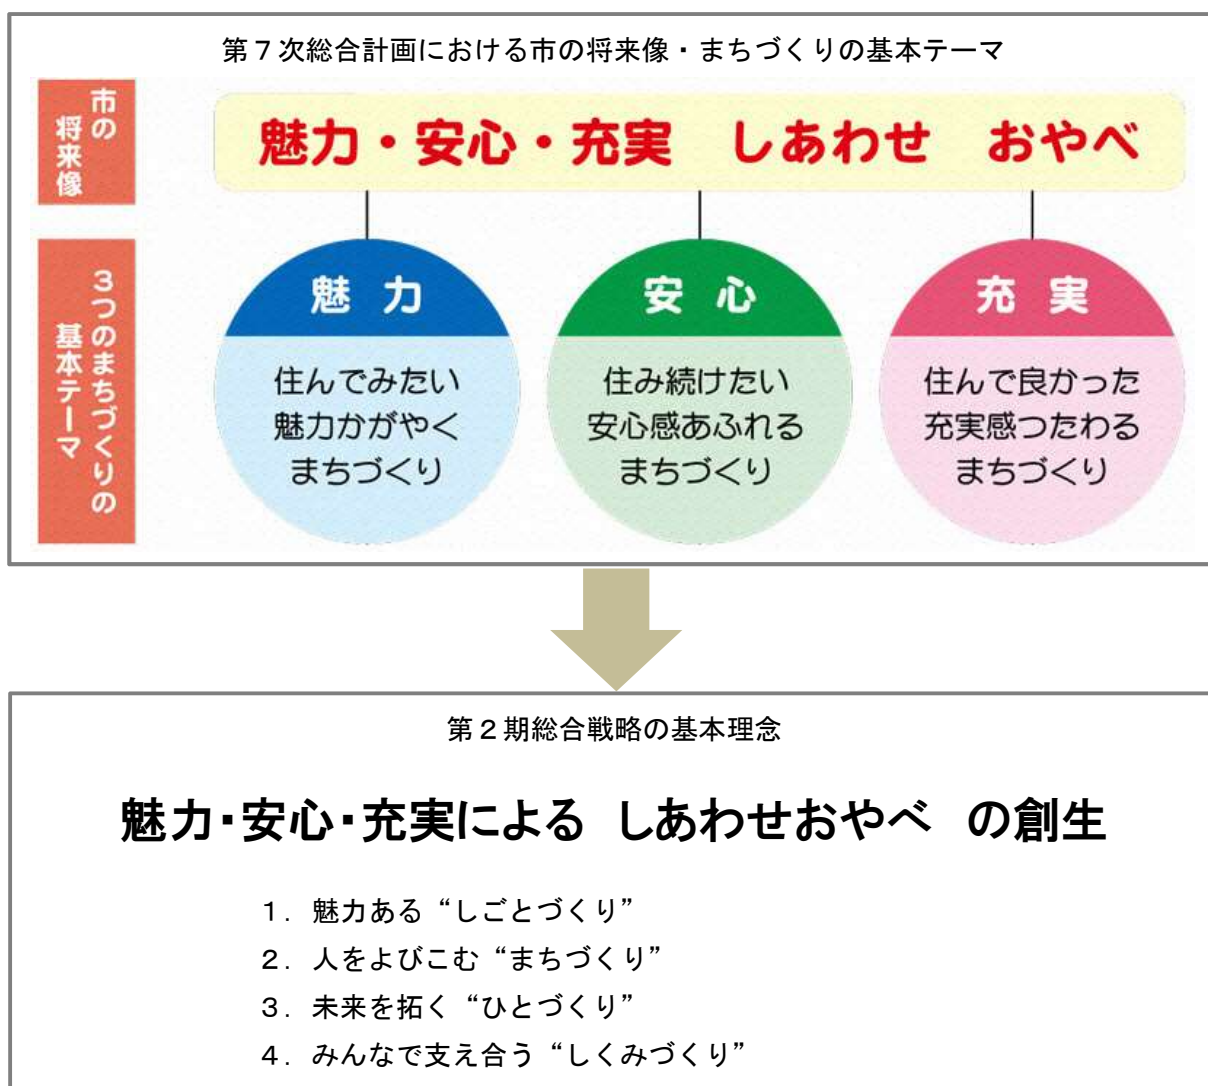 第7次総合計画における市の将来像・まちづくりの基本テーマ
市の
将来像
魅力・安心・充実　しあわせ　おやべ
3つのまちづくりの
基本テーマ
魅 力
住んでみたい
魅力かがやく
まちづくり
安 心
住み続けたい
安心感あふれる
まちづくり
充 実
住んで良かった
充実感つたわる
まちづくり
第2期総合戦略の基本理念
魅力・安心・充実による　しあわせおやべ　の創生
1．魅力ある“しごとづくり”
2．人をよびこむ“まちづくり”
3．未来を拓く“ひとづくり”
4．みんなで支え合う“しくみづくり”